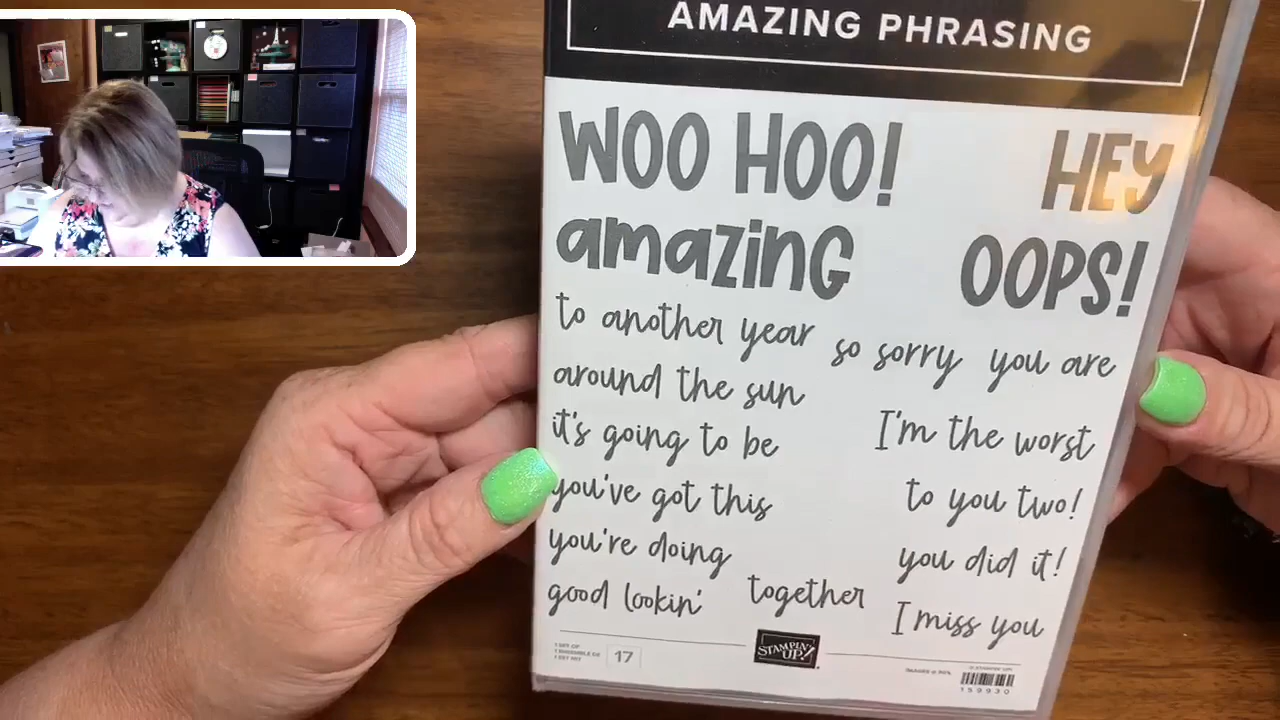 AMAZING PHRASING
WOO HOO!
HEY
amazing
OOPS!
to another year
so sorry
you are
around the sun
it's going to be
I'm the worst
you've got this
to you two!
you're doing
you did it!
good lookin'
together
I miss you
STAMPIN' UP!
17
159930